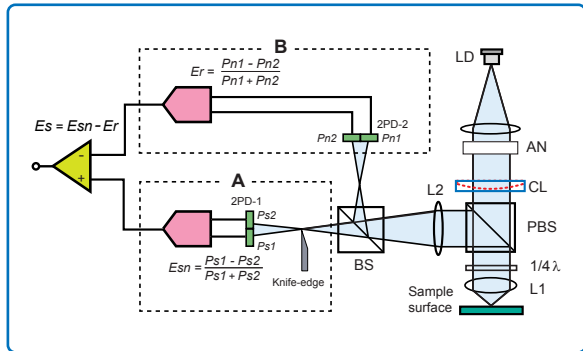 B
LD
Er = Pn1 - Pn2 / Pn1 + Pn2
2PD-2
Pn2
Pn1
Es = Esn - Er
-
+
AN
CL
A
2PD-1
Ps2
Ps1
L2
PBS
BS
Esn = Ps1 - Ps2 / Ps1 + Ps2
Knife-edge
1/4 λ
L1
Sample
surface